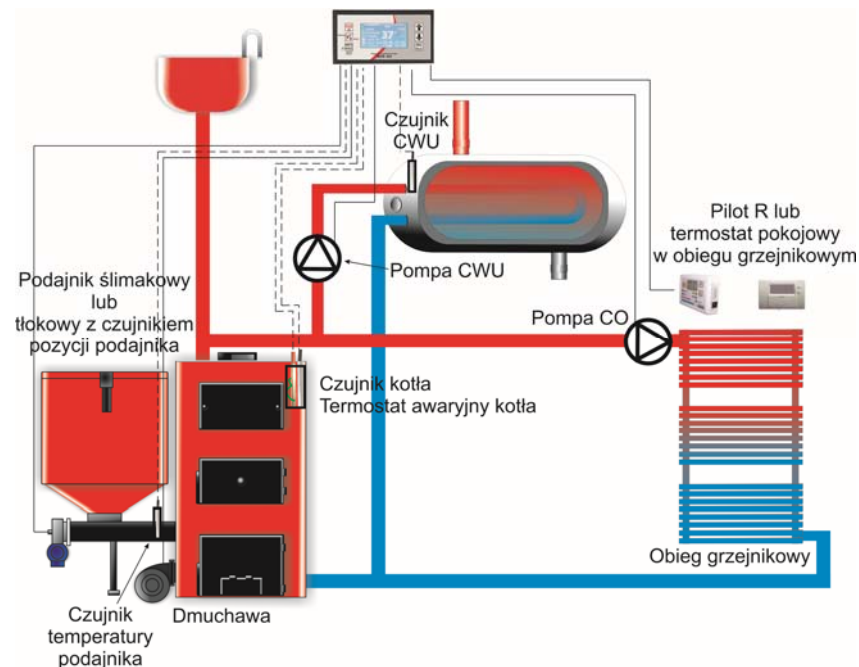 37
Czujnik
CWU
Pilot R lub
termostat pokojowy
w obiegu grzejnikowym
Pompa CWU
Podajnik ślimakowy
lub
tłokowy z czujnikiem
pozycji podajnika
Pompa CO
Czujnik kotła
Termostat awaryjny kotła
Obieg grzejnikowy
Dmuchawa
Czujnik
temperatury
podajnika